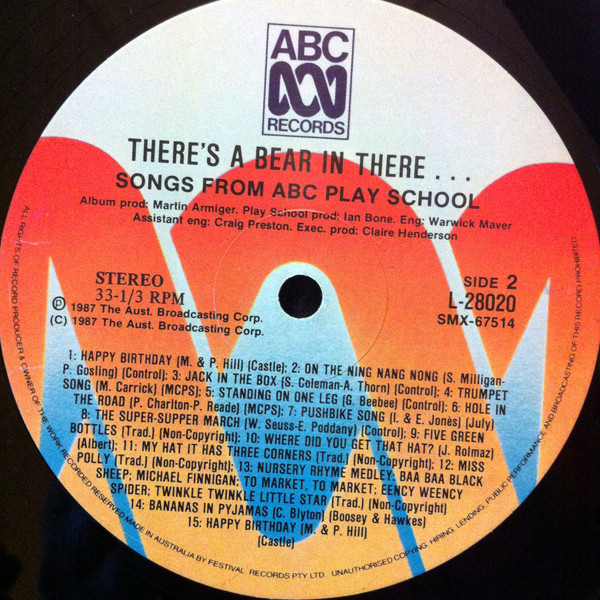 ABC
RECORDS
THERE'S A BEAR IN THERE . . .
SONGS FROM ABC PLAY SCHOOL
Album prod: Martin Armiger. Play School prod: Ian Bone. Eng: Warwick Maver
Assistant eng: Craig Preston. Exec. prod: Claire Henderson
STEREO
33-1/3 RPM
Ⓟ 1987 The Aust. Broadcasting Corp.
(C) 1987 The Aust. Broadcasting Corp.
SIDE 2
L-28020
SMX-67514
1: HAPPY BIRTHDAY (M. & P. Hill) (Castle); 2: ON THE NING NANG NONG (S. Milligan-
P. Gosling) (Control); 3: JACK IN THE BOX (S. Coleman-A. Thorn) (Control); 4: TRUMPET
SONG (M. Carrick) (MCPS); 5: STANDING ON ONE LEG (G. Beebee) (Control); 6: HOLE IN
THE ROAD (P. Charlton-P. Reade) (MCPS); 7: PUSHBIKE SONG (I. & E. Jones) (July)
8: THE SUPER-SUPPER MARCH (W. Seuss-E. Poddany) (Control); 9: FIVE GREEN
BOTTLES (Trad.) (Non-Copyright); 10: WHERE DID YOU GET THAT HAT? (J. Rolmaz)
(Albert); 11: MY HAT IT HAS THREE CORNERS (Trad.) (Non-Copyright); 12: MISS
POLLY (Trad.) (Non-Copyright); 13: NURSERY RHYME MEDLEY: BAA BAA BLACK
SHEEP; MICHAEL FINNIGAN; TO MARKET, TO MARKET; EENCY WEENCY
SPIDER; TWINKLE TWINKLE LITTLE STAR (Trad.) (Non-Copyright)
14: BANANAS IN PYJAMAS (C. Blyton) (Boosey & Hawkes)
15: HAPPY BIRTHDAY (M. & P. Hill)
(Castle)
ALL RIGHTS OF RECORD PRODUCER & OWNER OF THE WORK RECORDED RESERVED MADE IN AUSTRALIA BY FESTIVAL RECORDS PTY LTD UNAUTHORISED COPYING, HIRING, LENDING, PUBLIC PERFORMANCE AND BROADCASTING OF THIS RECORD PROHIBITED